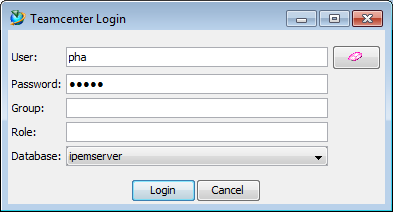 Teamcenter Login
User: pha
Password: •••••
Group:
Role:
Database: ipemserver
Login Cancel